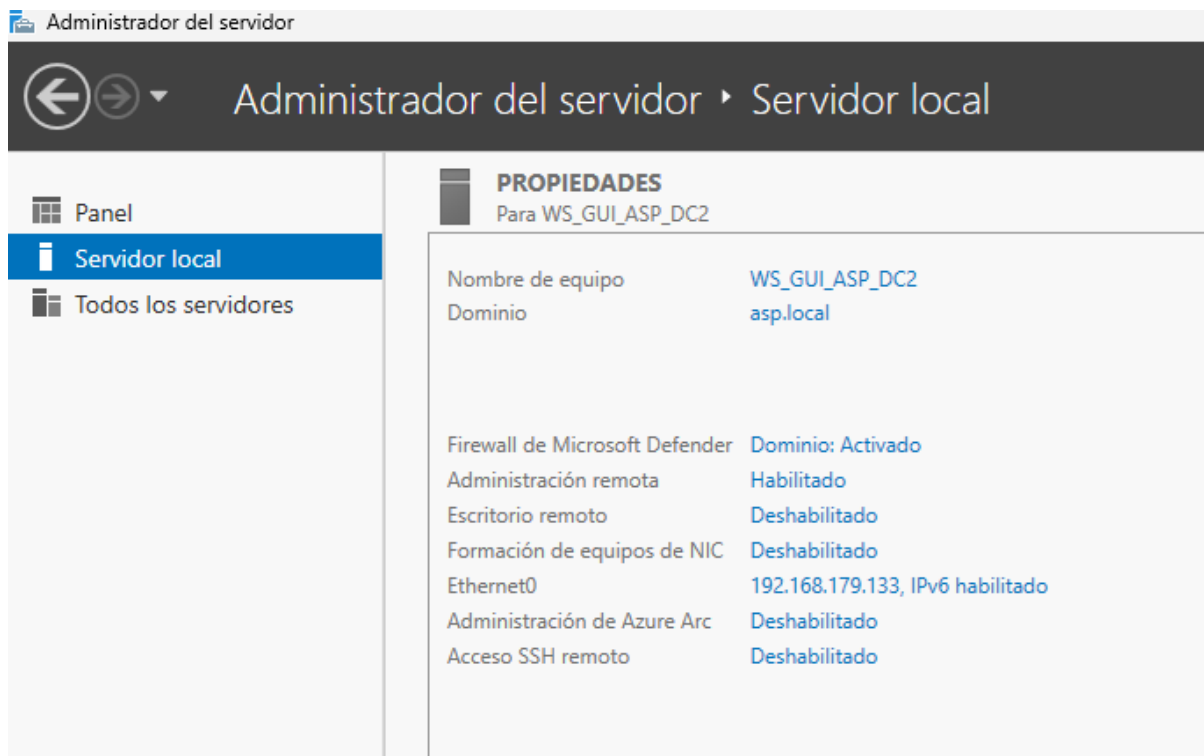 Administrador del servidor
Administrador del servidor ‣ Servidor local
Panel
Servidor local
Todos los servidores
PROPIEDADES
Para WS_GUI_ASP_DC2
Nombre de equipo WS_GUI_ASP_DC2
Dominio asp.local
Firewall de Microsoft Defender Dominio: Activado
Administración remota Habilitado
Escritorio remoto Deshabilitado
Formación de equipos de NIC Deshabilitado
Ethernet0 192.168.179.133, IPv6 habilitado
Administración de Azure Arc Deshabilitado
Acceso SSH remoto Deshabilitado